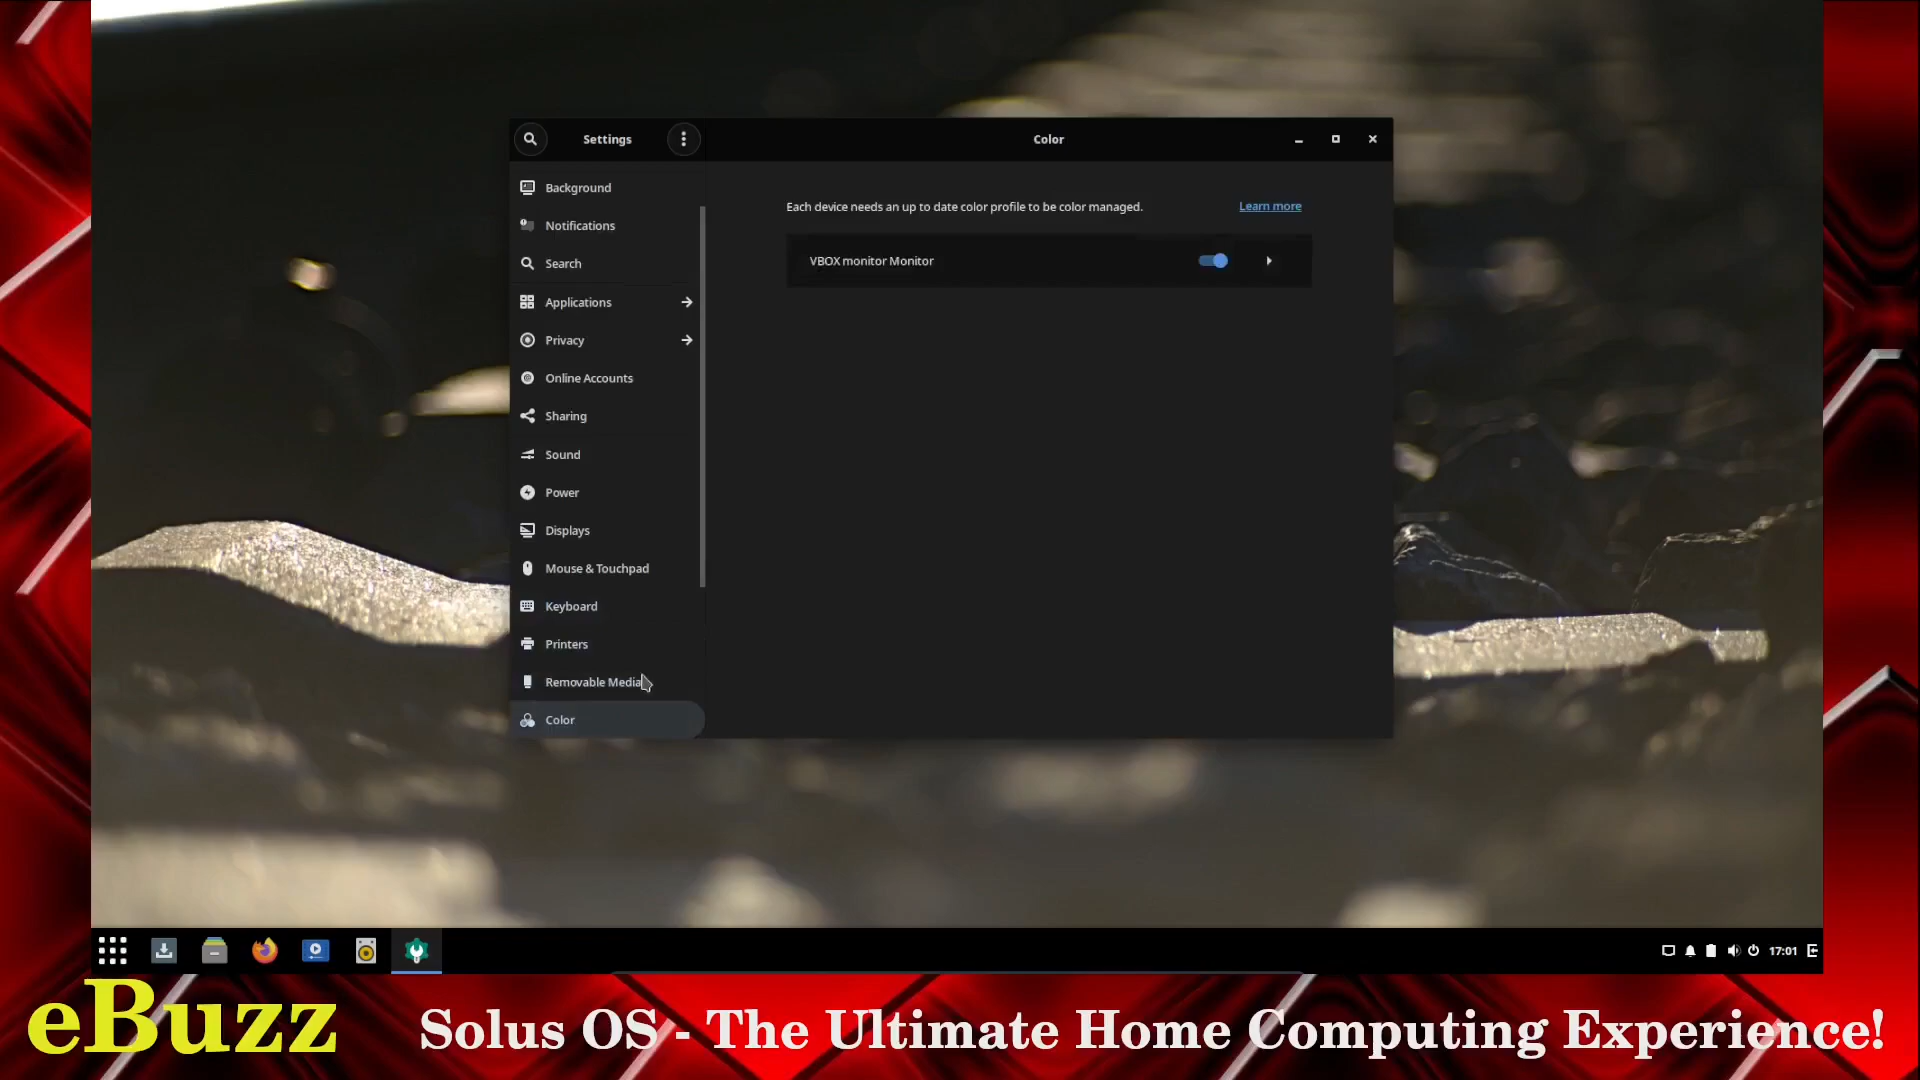 Settings
Color
Background
Notifications
Search
Applications
Privacy
Online Accounts
Sharing
Sound
Power
Displays
Mouse & Touchpad
Keyboard
Printers
Removable Media
Color
Each device needs an up to date color profile to be color managed.
Learn more
VBOX monitor Monitor
17:01
eBuzz
Solus OS - The Ultimate Home Computing Experience!